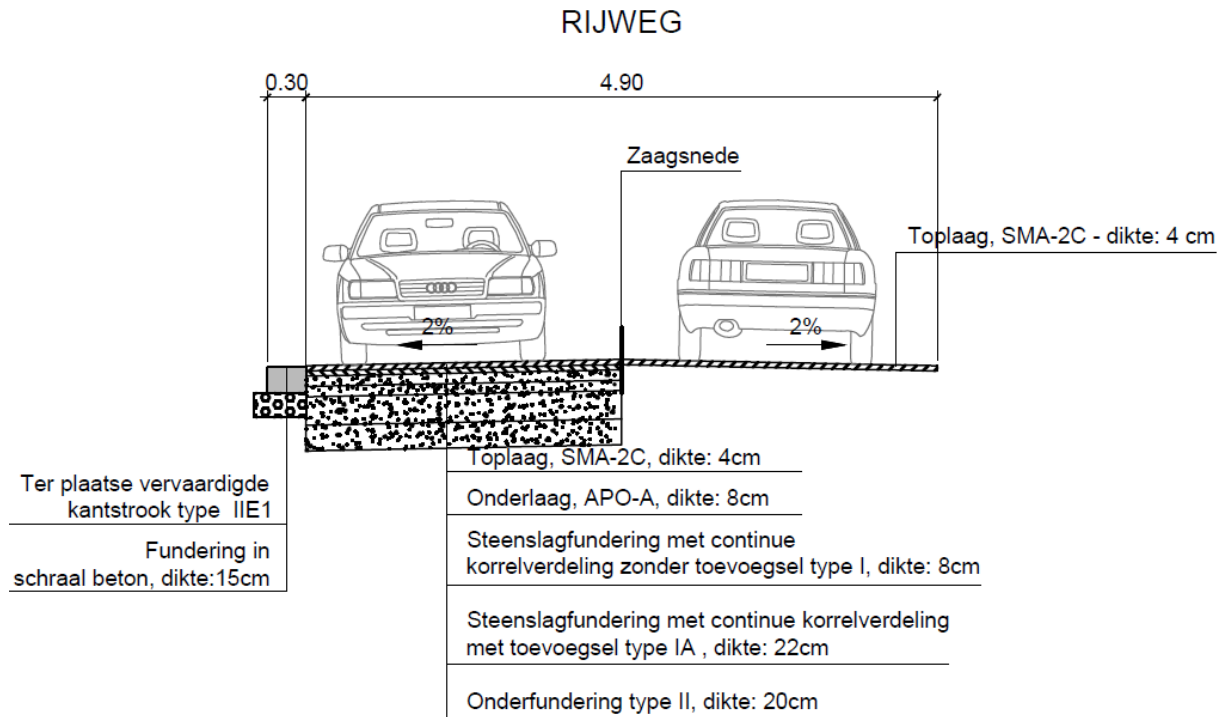 RIJWEG
0.30
4.90
Zaagsnede
Toplaag, SMA-2C - dikte: 4 cm
2%
2%
Toplaag, SMA-2C, dikte: 4cm
Onderlaag, APO-A, dikte: 8cm
Steenslagfundering met continue
korrelverdeling zonder toevoegsel type I, dikte: 8cm
Steenslagfundering met continue korrelverdeling
met toevoegsel type IA , dikte: 22cm
Onderfundering type II, dikte: 20cm
Ter plaatse vervaardigde
kantstrook type IIE1
Fundering in
schraal beton, dikte:15cm